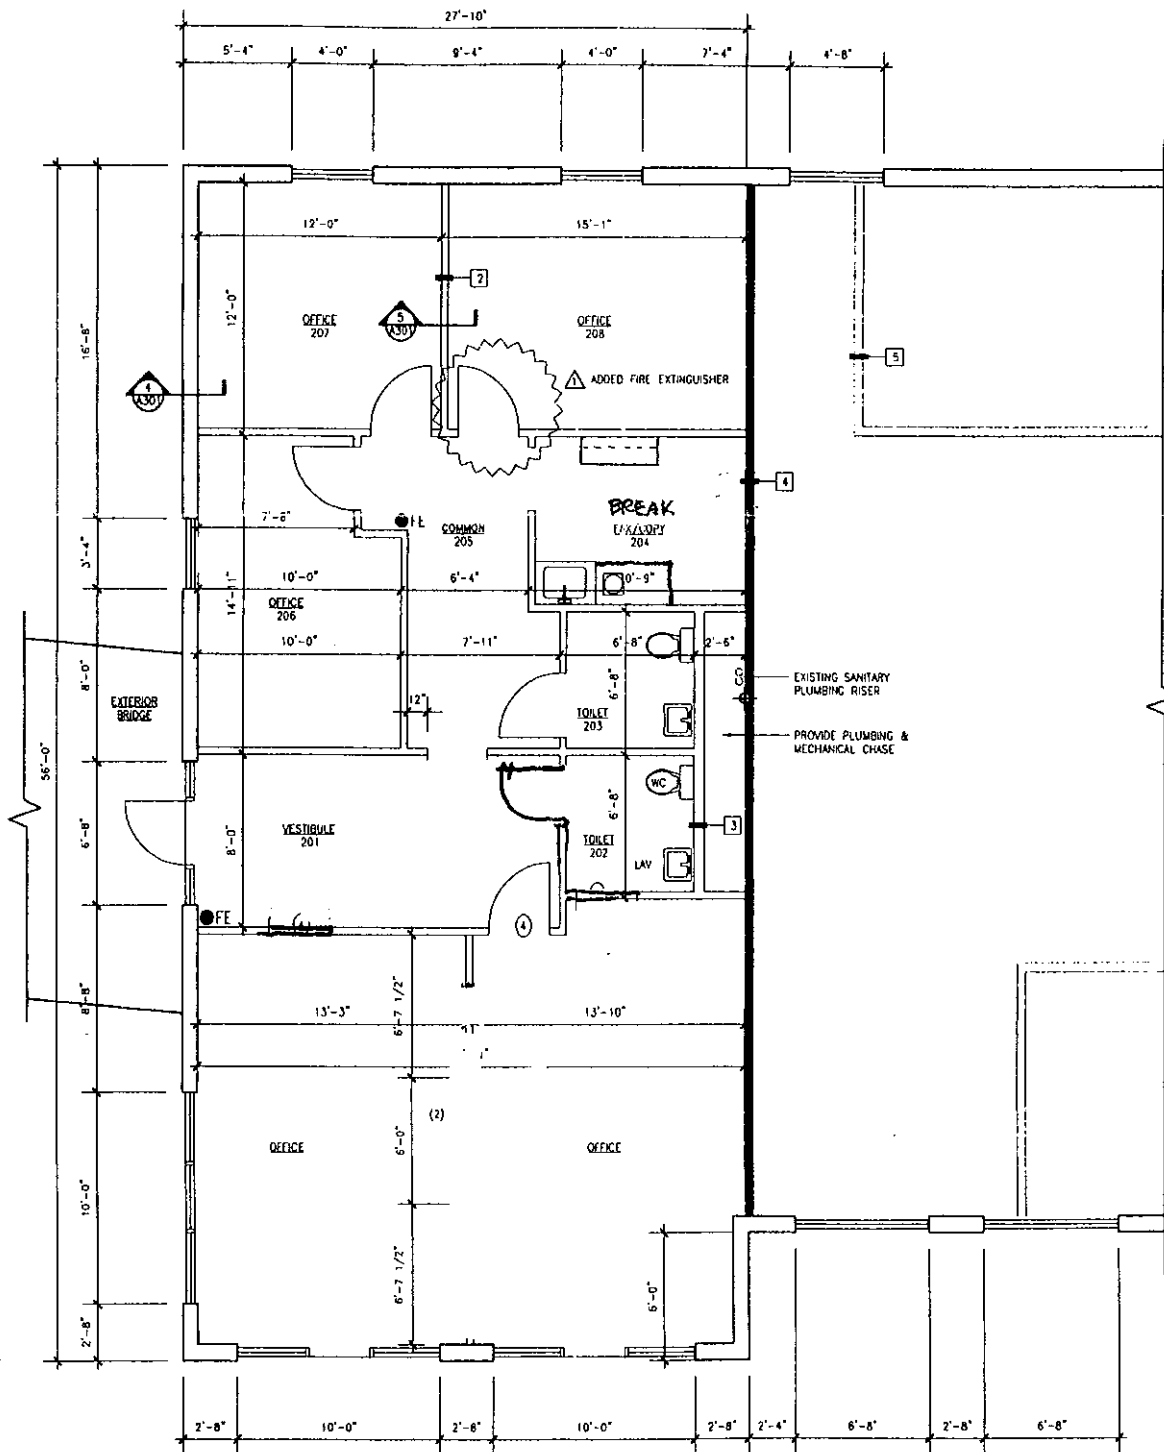 27'-10"
5'-4" 4'-0" 9'-4" 4'-0" 7'-4" 4'-8"
12'-0" 15'-1"
2
OFFICE
207
5
A301
OFFICE
208
12'-0"
16'-8"
5
4
A301
1 ADDED FIRE EXTINGUISHER
4
BREAK
FAX/COPY
204
FE
COMMON
205
7'-8"
3'-4"
14'-11"
10'-0" 6'-4" 0'-9"
OFFICE
206
10'-0" 7'-11" 6'-8" 2'-6"
8'-0"
6'-8"
CO
EXISTING SANITARY
PLUMBING RISER
EXTERIOR
BRIDGE
12"
TOILET
203
PROVIDE PLUMBING &
MECHANICAL CHASE
56'-0"
WC
6'-8"
6'-8"
VESTIBULE
201
8'-0"
TOILET
202
3
LAV
FE
4
8'-8"
6'-7 1/2"
13'-3" 13'-10"
(2)
OFFICE OFFICE
6'-0"
10'-0"
6'-7 1/2"
6'-0"
2'-8"
2'-8" 10'-0" 2'-8" 10'-0" 2'-8" 2'-4" 6'-8" 2'-8" 6'-8"